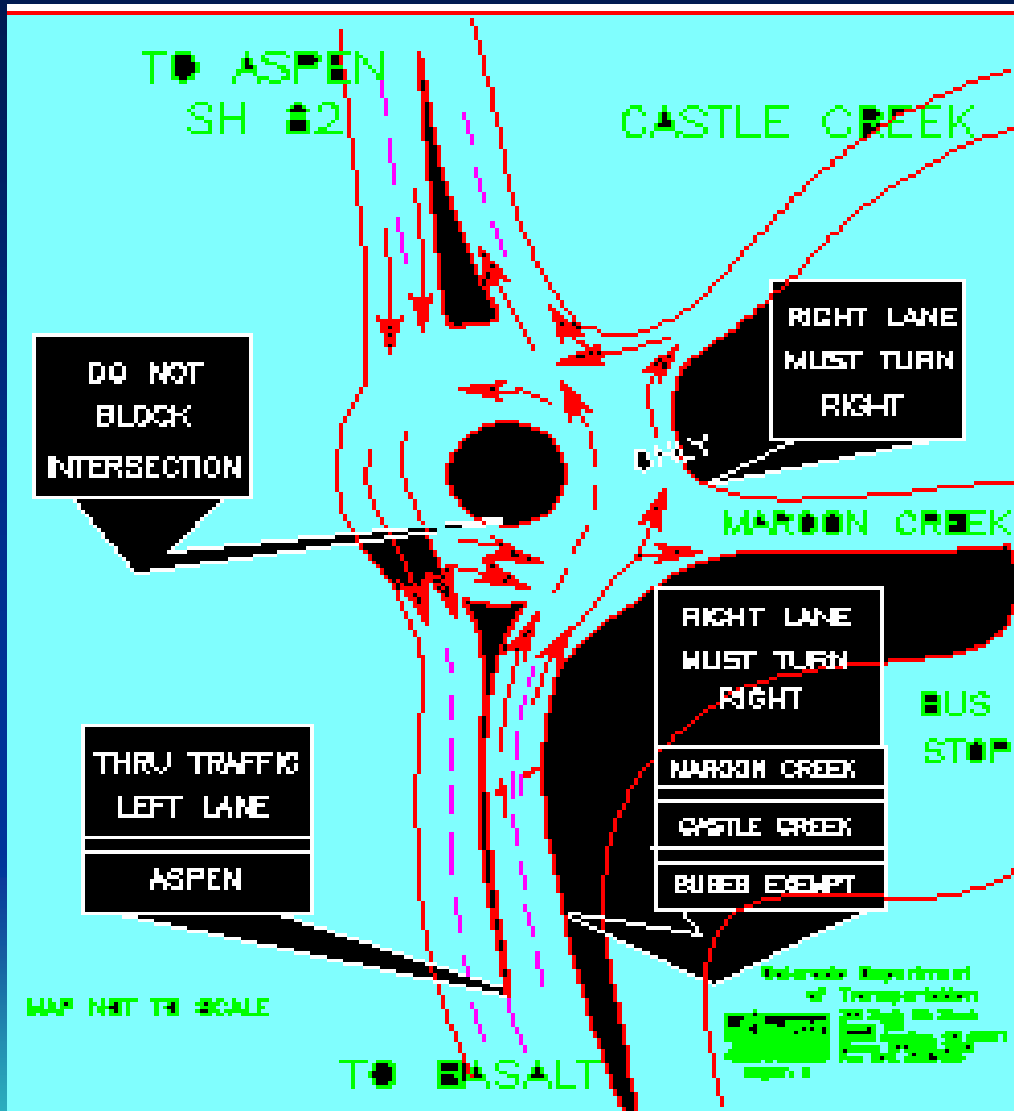 TO ASPEN
SH 82
CASTLE CREEK
RIGHT LANE
MUST TURN
RIGHT
DO NOT
BLOCK
INTERSECTION
ONLY
MAROON CREEK
RIGHT LANE
MUST TURN
RIGHT
MAROON CREEK
CASTLE CREEK
BUSES EXEMPT
BUS
STOP
THRU TRAFFIC
LEFT LANE
ASPEN
MAP NOT TO SCALE
TO BASALT
Colorado Department
of Transportation